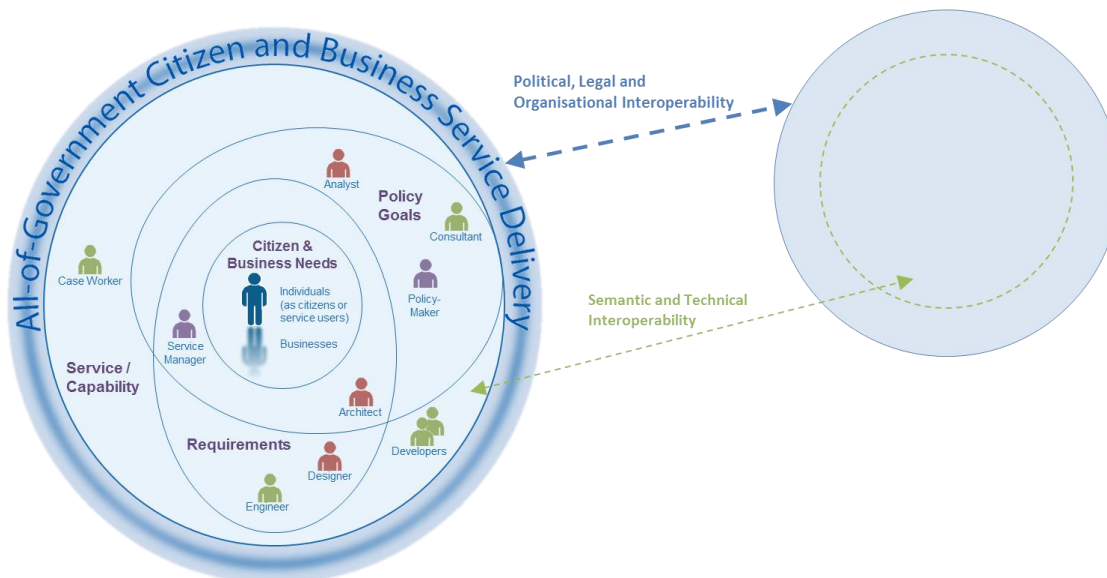 All-of-Government Citizen and Business Service Delivery
Political, Legal and
Organisational Interoperability
Analyst
Policy
Goals
Consultant
Citizen &
Business Needs
Case Worker
Individuals
(as citizens or
service users)
Policy-
Maker
Semantic and Technical
Interoperability
Service
Manager
Businesses
Service /
Capability
Architect
Requirements
Developers
Designer
Engineer